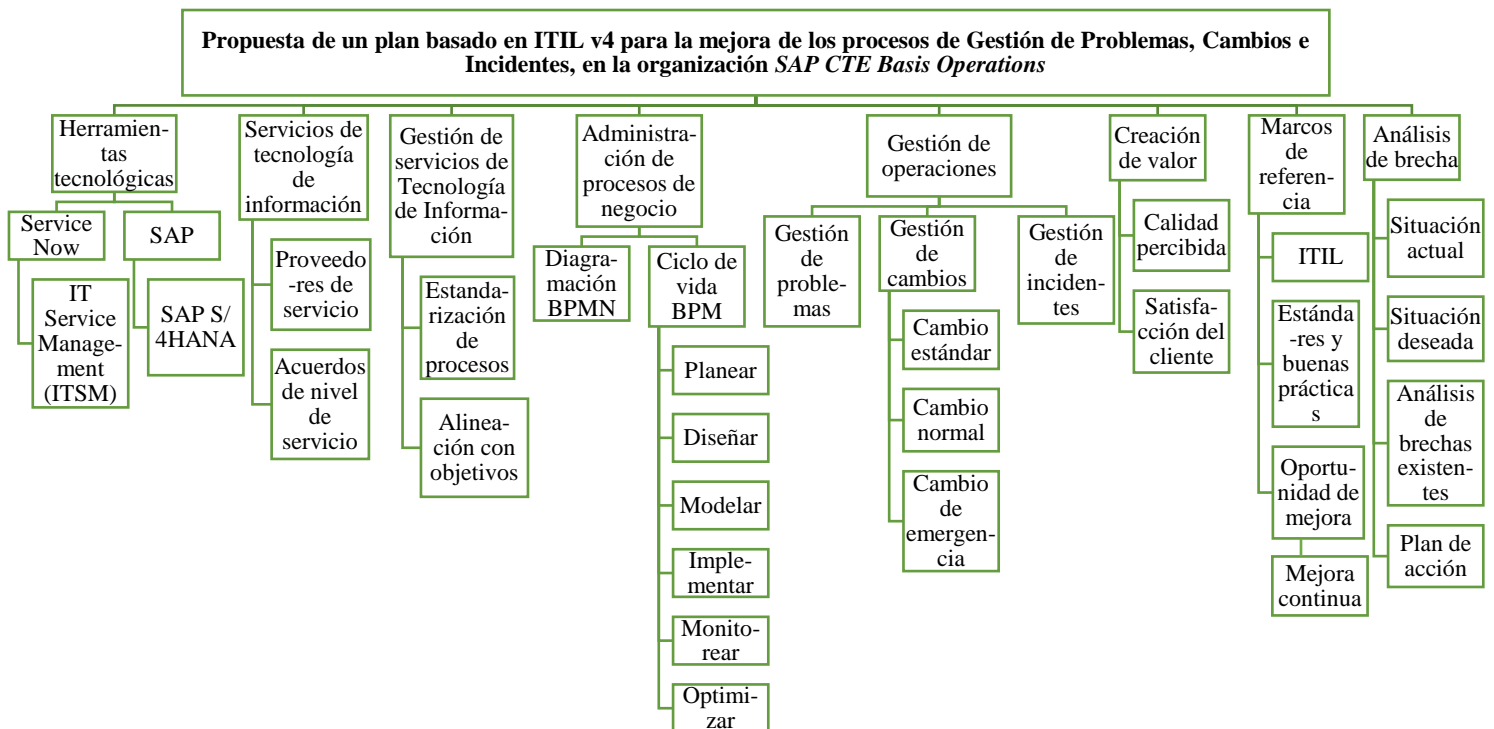 Propuesta de un plan basado en ITIL v4 para la mejora de los procesos de Gestión de Problemas, Cambios e
Incidentes, en la organización SAP CTE Basis Operations
Herramien-
tas
tecnológicas
Service
Now
IT
Service
Manage-
ment
(ITSM)
SAP
SAP S/
4HANA
Servicios de
tecnología
de
información
Proveedo
-res de
servicio
Acuerdos
de nivel
de
servicio
Gestión de
servicios de
Tecnología
de Informa-
ción
Estanda-
rización
de
procesos
Alinea-
ción con
objetivos
Administra-
ción de
procesos de
negocio
Diagra-
mación
BPMN
Ciclo de
vida
BPM
Planear
Diseñar
Modelar
Imple-
mentar
Monito-
rear
Optimi-
zar
Gestión de
operaciones
Gestión
de
proble-
mas
Gestión
de
cambios
Cambio
estándar
Cambio
normal
Cambio
de
emergen-
cia
Gestión
de
inciden-
tes
Creación
de valor
Calidad
percibida
Satisfa-
cción del
cliente
Marcos
de
referen-
cia
ITIL
Estánda
-res y
buenas
práctica
s
Oportu-
nidad de
mejora
Mejora
continua
Análisis
de brecha
Situación
actual
Situación
deseada
Análisis
de
brechas
existen-
tes
Plan de
acción